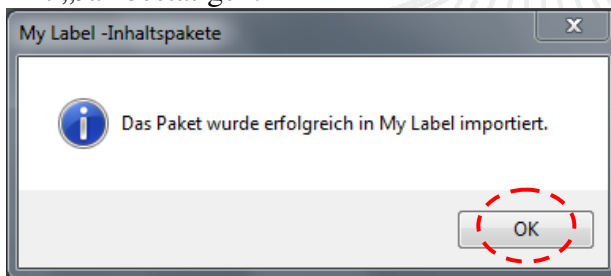 My Label -Inhaltspakete
Das Paket wurde erfolgreich in My Label importiert.
OK